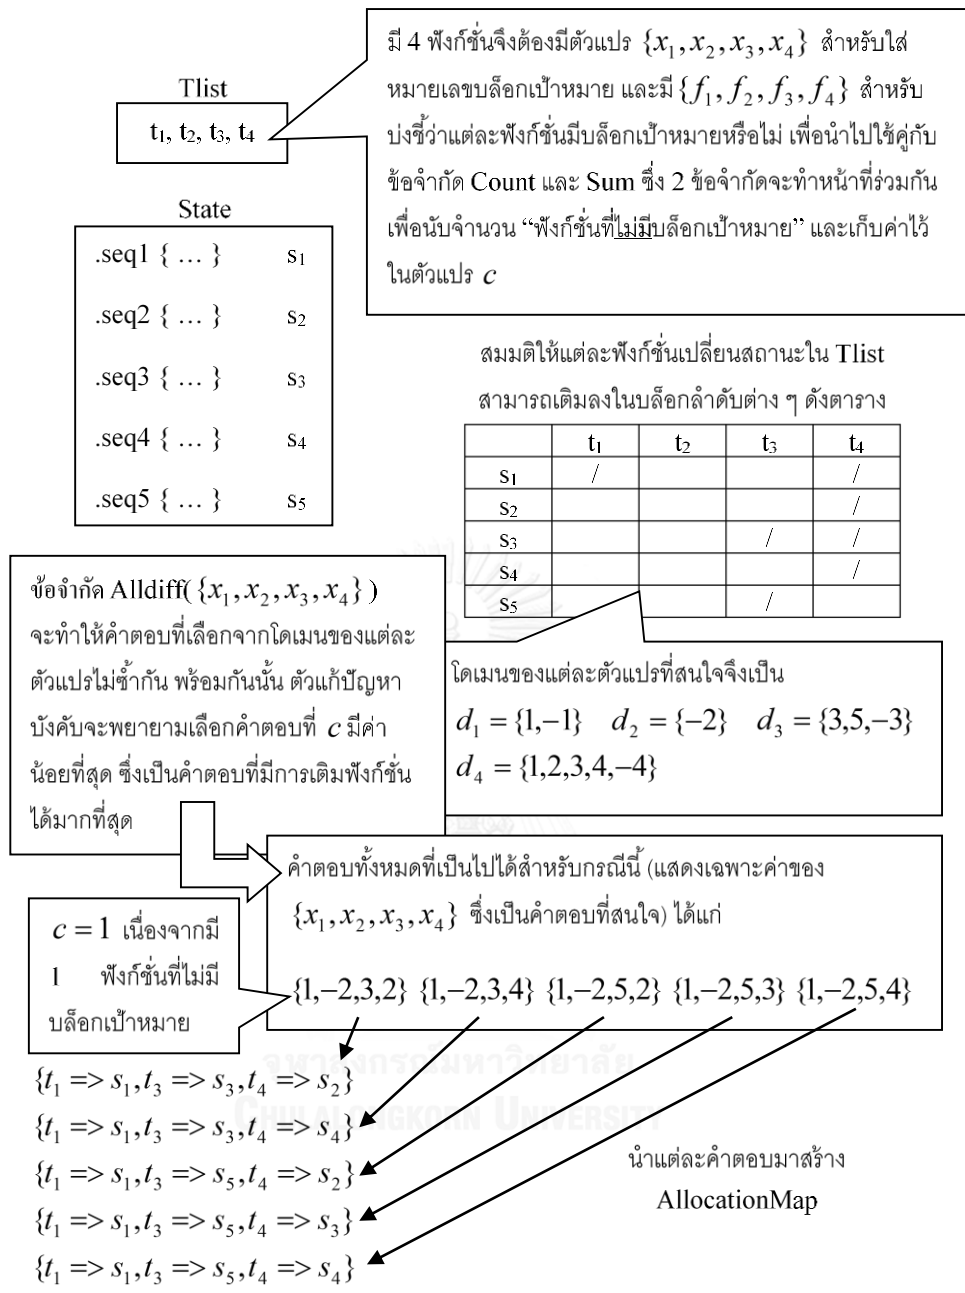 มี 4 ฟังก์ชั่นจึงต้องมีตัวแปร {x₁, x₂, x₃, x₄} สำหรับใส่
หมายเลขบล็อกเป้าหมาย และมี {f₁, f₂, f₃, f₄} สำหรับ
บ่งชี้ว่าแต่ละฟังก์ชั่นมีบล็อกเป้าหมายหรือไม่ เพื่อนำไปใช้คู่กับ
ข้อจำกัด Count และ Sum ซึ่ง 2 ข้อจำกัดจะทำหน้าที่ร่วมกัน
เพื่อนับจำนวน “ฟังก์ชั่นที่ไม่มีบล็อกเป้าหมาย” และเก็บค่าไว้
ในตัวแปร c
Tlist
t₁, t₂, t₃, t₄
State
.seq1 { … } s₁
.seq2 { … } s₂
.seq3 { … } s₃
.seq4 { … } s₄
.seq5 { … } s₅
สมมติให้แต่ละฟังก์ชั่นเปลี่ยนสถานะใน Tlist
สามารถเติมลงในบล็อกลำดับต่าง ๆ ดังตาราง
t₁ t₂ t₃ t₄
s₁ / /
s₂ /
s₃ / /
s₄ /
s₅ /
ข้อจำกัด Alldiff( {x₁, x₂, x₃, x₄} )
จะทำให้คำตอบที่เลือกจากโดเมนของแต่ละ
ตัวแปรไม่ซ้ำกัน พร้อมกันนั้น ตัวแก้ปัญหา
บังคับจะพยายามเลือกคำตอบที่ c มีค่า
น้อยที่สุด ซึ่งเป็นคำตอบที่มีการเติมฟังก์ชั่น
ได้มากที่สุด
โดเมนของแต่ละตัวแปรที่สนใจจึงเป็น
d₁ = {1,−1} d₂ = {−2} d₃ = {3,5,−3}
d₄ = {1,2,3,4,−4}
คำตอบทั้งหมดที่เป็นไปได้สำหรับกรณีนี้ (แสดงเฉพาะค่าของ
{x₁, x₂, x₃, x₄} ซึ่งเป็นคำตอบที่สนใจ) ได้แก่
{1,−2,3,2} {1,−2,3,4} {1,−2,5,2} {1,−2,5,3} {1,−2,5,4}
c = 1 เนื่องจากมี
1 ฟังก์ชั่นที่ไม่มี
บล็อกเป้าหมาย
จุฬาลงกรณ์มหาวิทยาลัย
CHULALONGKORN UNIVERSITY
{t₁ => s₁, t₃ => s₃, t₄ => s₂}
{t₁ => s₁, t₃ => s₃, t₄ => s₄}
{t₁ => s₁, t₃ => s₅, t₄ => s₂}
{t₁ => s₁, t₃ => s₅, t₄ => s₃}
{t₁ => s₁, t₃ => s₅, t₄ => s₄}
นำแต่ละคำตอบมาสร้าง
AllocationMap